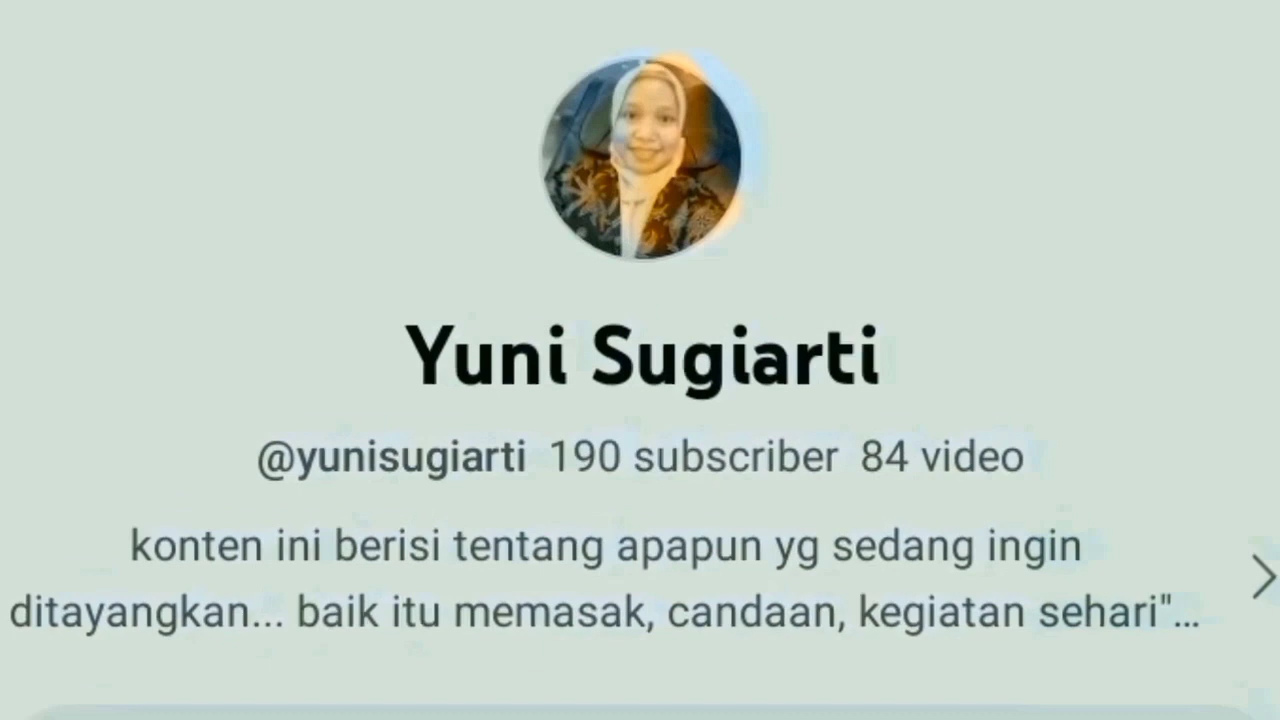 Yuni Sugiarti
@yunisugiarti 190 subscriber 84 video
konten ini berisi tentang apapun yg sedang ingin
ditayangkan... baik itu memasak, candaan, kegiatan sehari"...